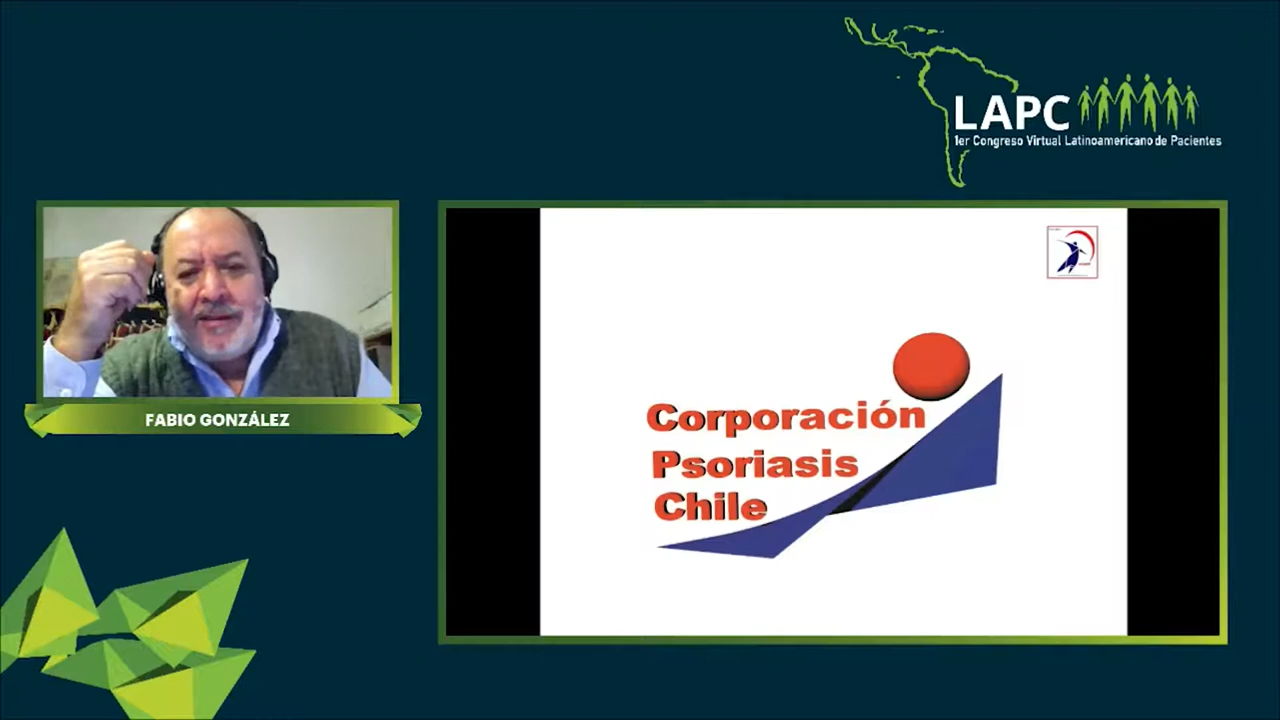 LAPC
1er Congreso Virtual Latinoamericano de Pacientes
FABIO GONZÁLEZ
Corporación
Psoriasis
Chile